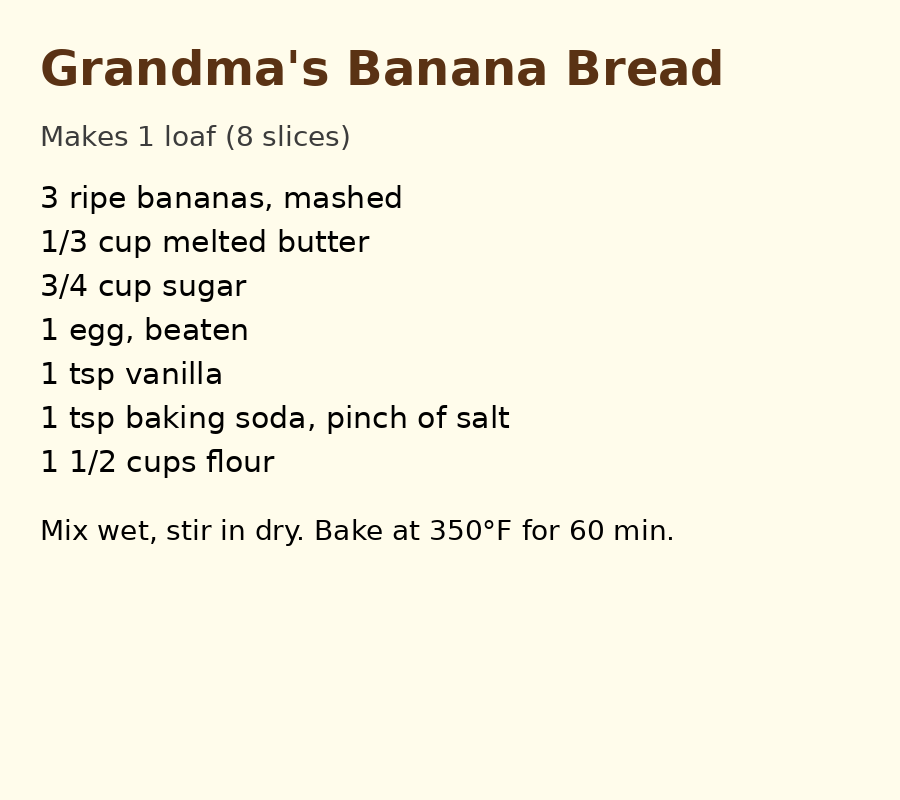 Grandma's Banana Bread
Makes 1 loaf (8 slices)
3 ripe bananas, mashed
1/3 cup melted butter
3/4 cup sugar
1 egg, beaten
1 tsp vanilla
1 tsp baking soda, pinch of salt
1 1/2 cups flour
Mix wet, stir in dry. Bake at 350°F for 60 min.